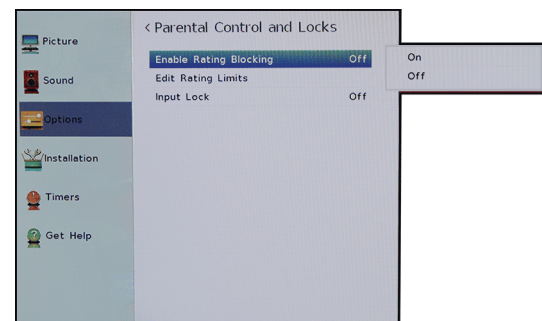 Picture
Sound
Options
Installation
Timers
Get Help
< Parental Control and Locks
Enable Rating Blocking Off
Edit Rating Limits
Input Lock Off
On
Off